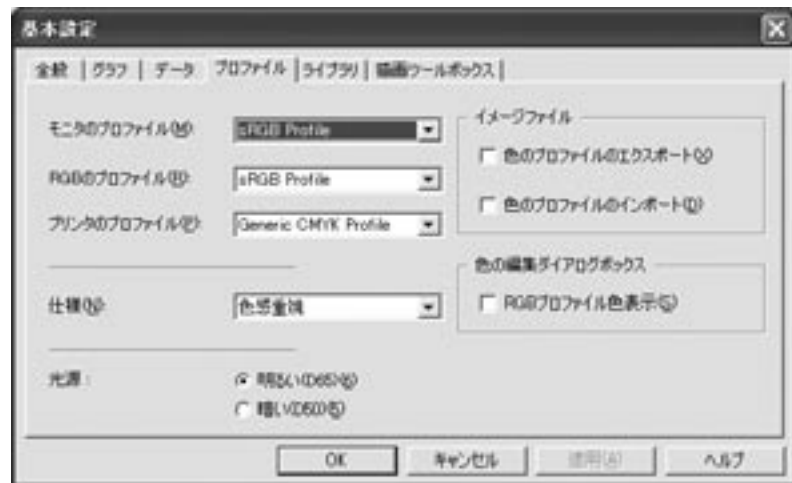 基本設定
全般 | グラフ | データ プロファイル | ライブラリ | 描画ツールボックス |
モニタのプロファイル(M): sRGB Profile
RGBのプロファイル(R): sRGB Profile
プリンタのプロファイル(P): Generic CMYK Profile
イメージファイル
色のプロファイルのエクスポート(X)
色のプロファイルのインポート(I)
色の編集ダイアログボックス
RGBプロファイル色表示(S)
仕様(N): 色感重視
光源:
明るい(D65)
暗い(D50)
OK キャンセル 適用(A) ヘルプ